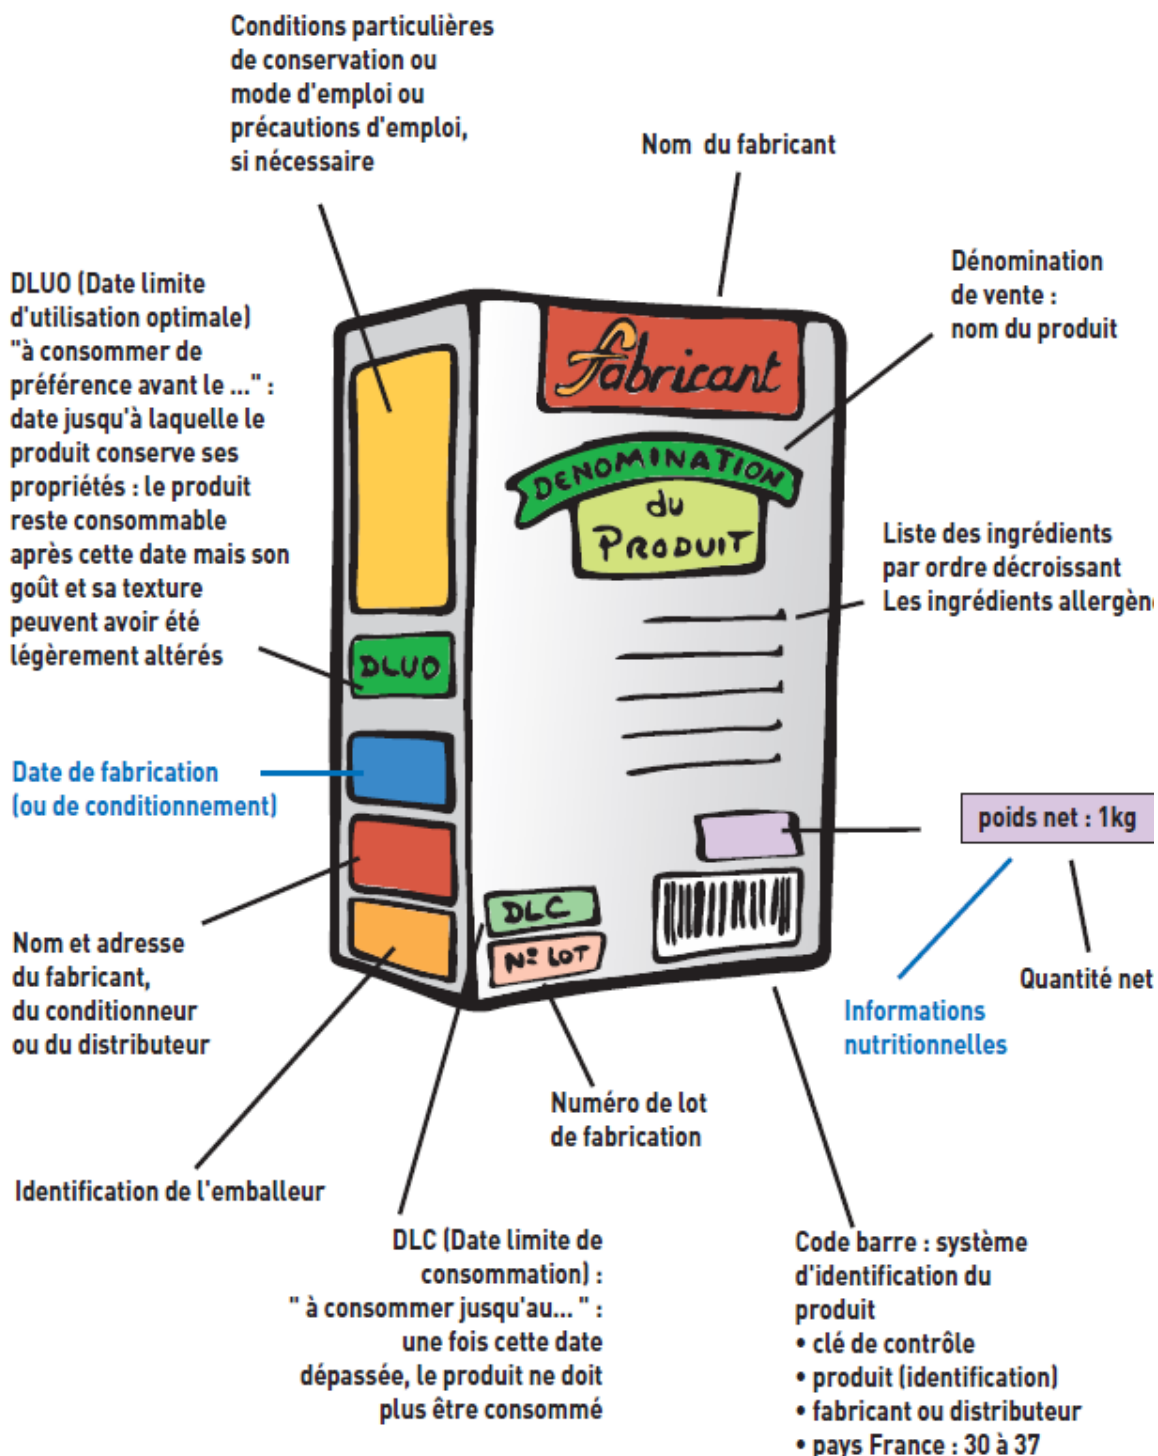 Conditions particulières
de conservation ou
mode d'emploi ou
précautions d'emploi,
si nécessaire
Nom du fabricant
Dénomination
de vente :
nom du produit
DLUO (Date limite
d'utilisation optimale)
"à consommer de
préférence avant le ..." :
date jusqu'à laquelle le
produit conserve ses
propriétés : le produit
reste consommable
après cette date mais son
goût et sa texture
peuvent avoir été
légèrement altérés
fabricant
DENOMINATION
du
PRODUIT
Liste des ingrédients
par ordre décroissant
Les ingrédients allergène
DLUO
Date de fabrication
(ou de conditionnement)
poids net : 1kg
DLC
Nº LOT
Nom et adresse
du fabricant,
du conditionneur
ou du distributeur
Quantité net
Informations
nutritionnelles
Numéro de lot
de fabrication
Identification de l'emballeur
DLC (Date limite de
consommation) :
" à consommer jusqu'au... " :
une fois cette date
dépassée, le produit ne doit
plus être consommé
Code barre : système
d'identification du
produit
• clé de contrôle
• produit (identification)
• fabricant ou distributeur
• pays France : 30 à 37